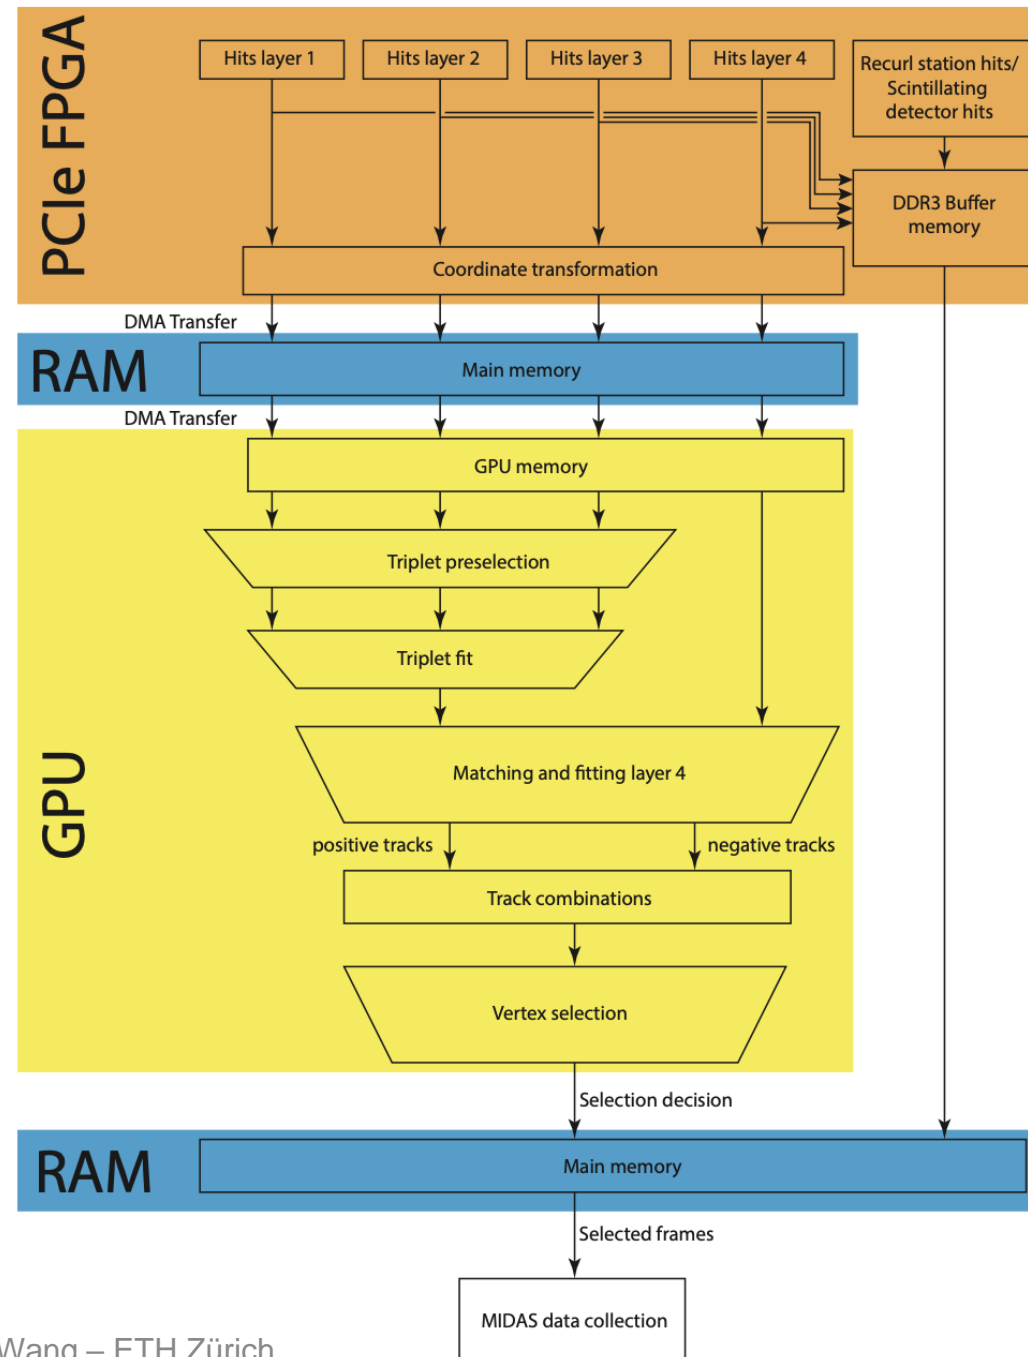 PCIe FPGA
Hits layer 1
Hits layer 2
Hits layer 3
Hits layer 4
Recurl station hits/
Scintillating
detector hits
DDR3 Buffer
memory
Coordinate transformation
DMA Transfer
RAM
Main memory
DMA Transfer
GPU
GPU memory
Triplet preselection
Triplet fit
Matching and fitting layer 4
positive tracks
negative tracks
Track combinations
Vertex selection
Selection decision
RAM
Main memory
Selected frames
MIDAS data collection
Wang – ETH Zürich